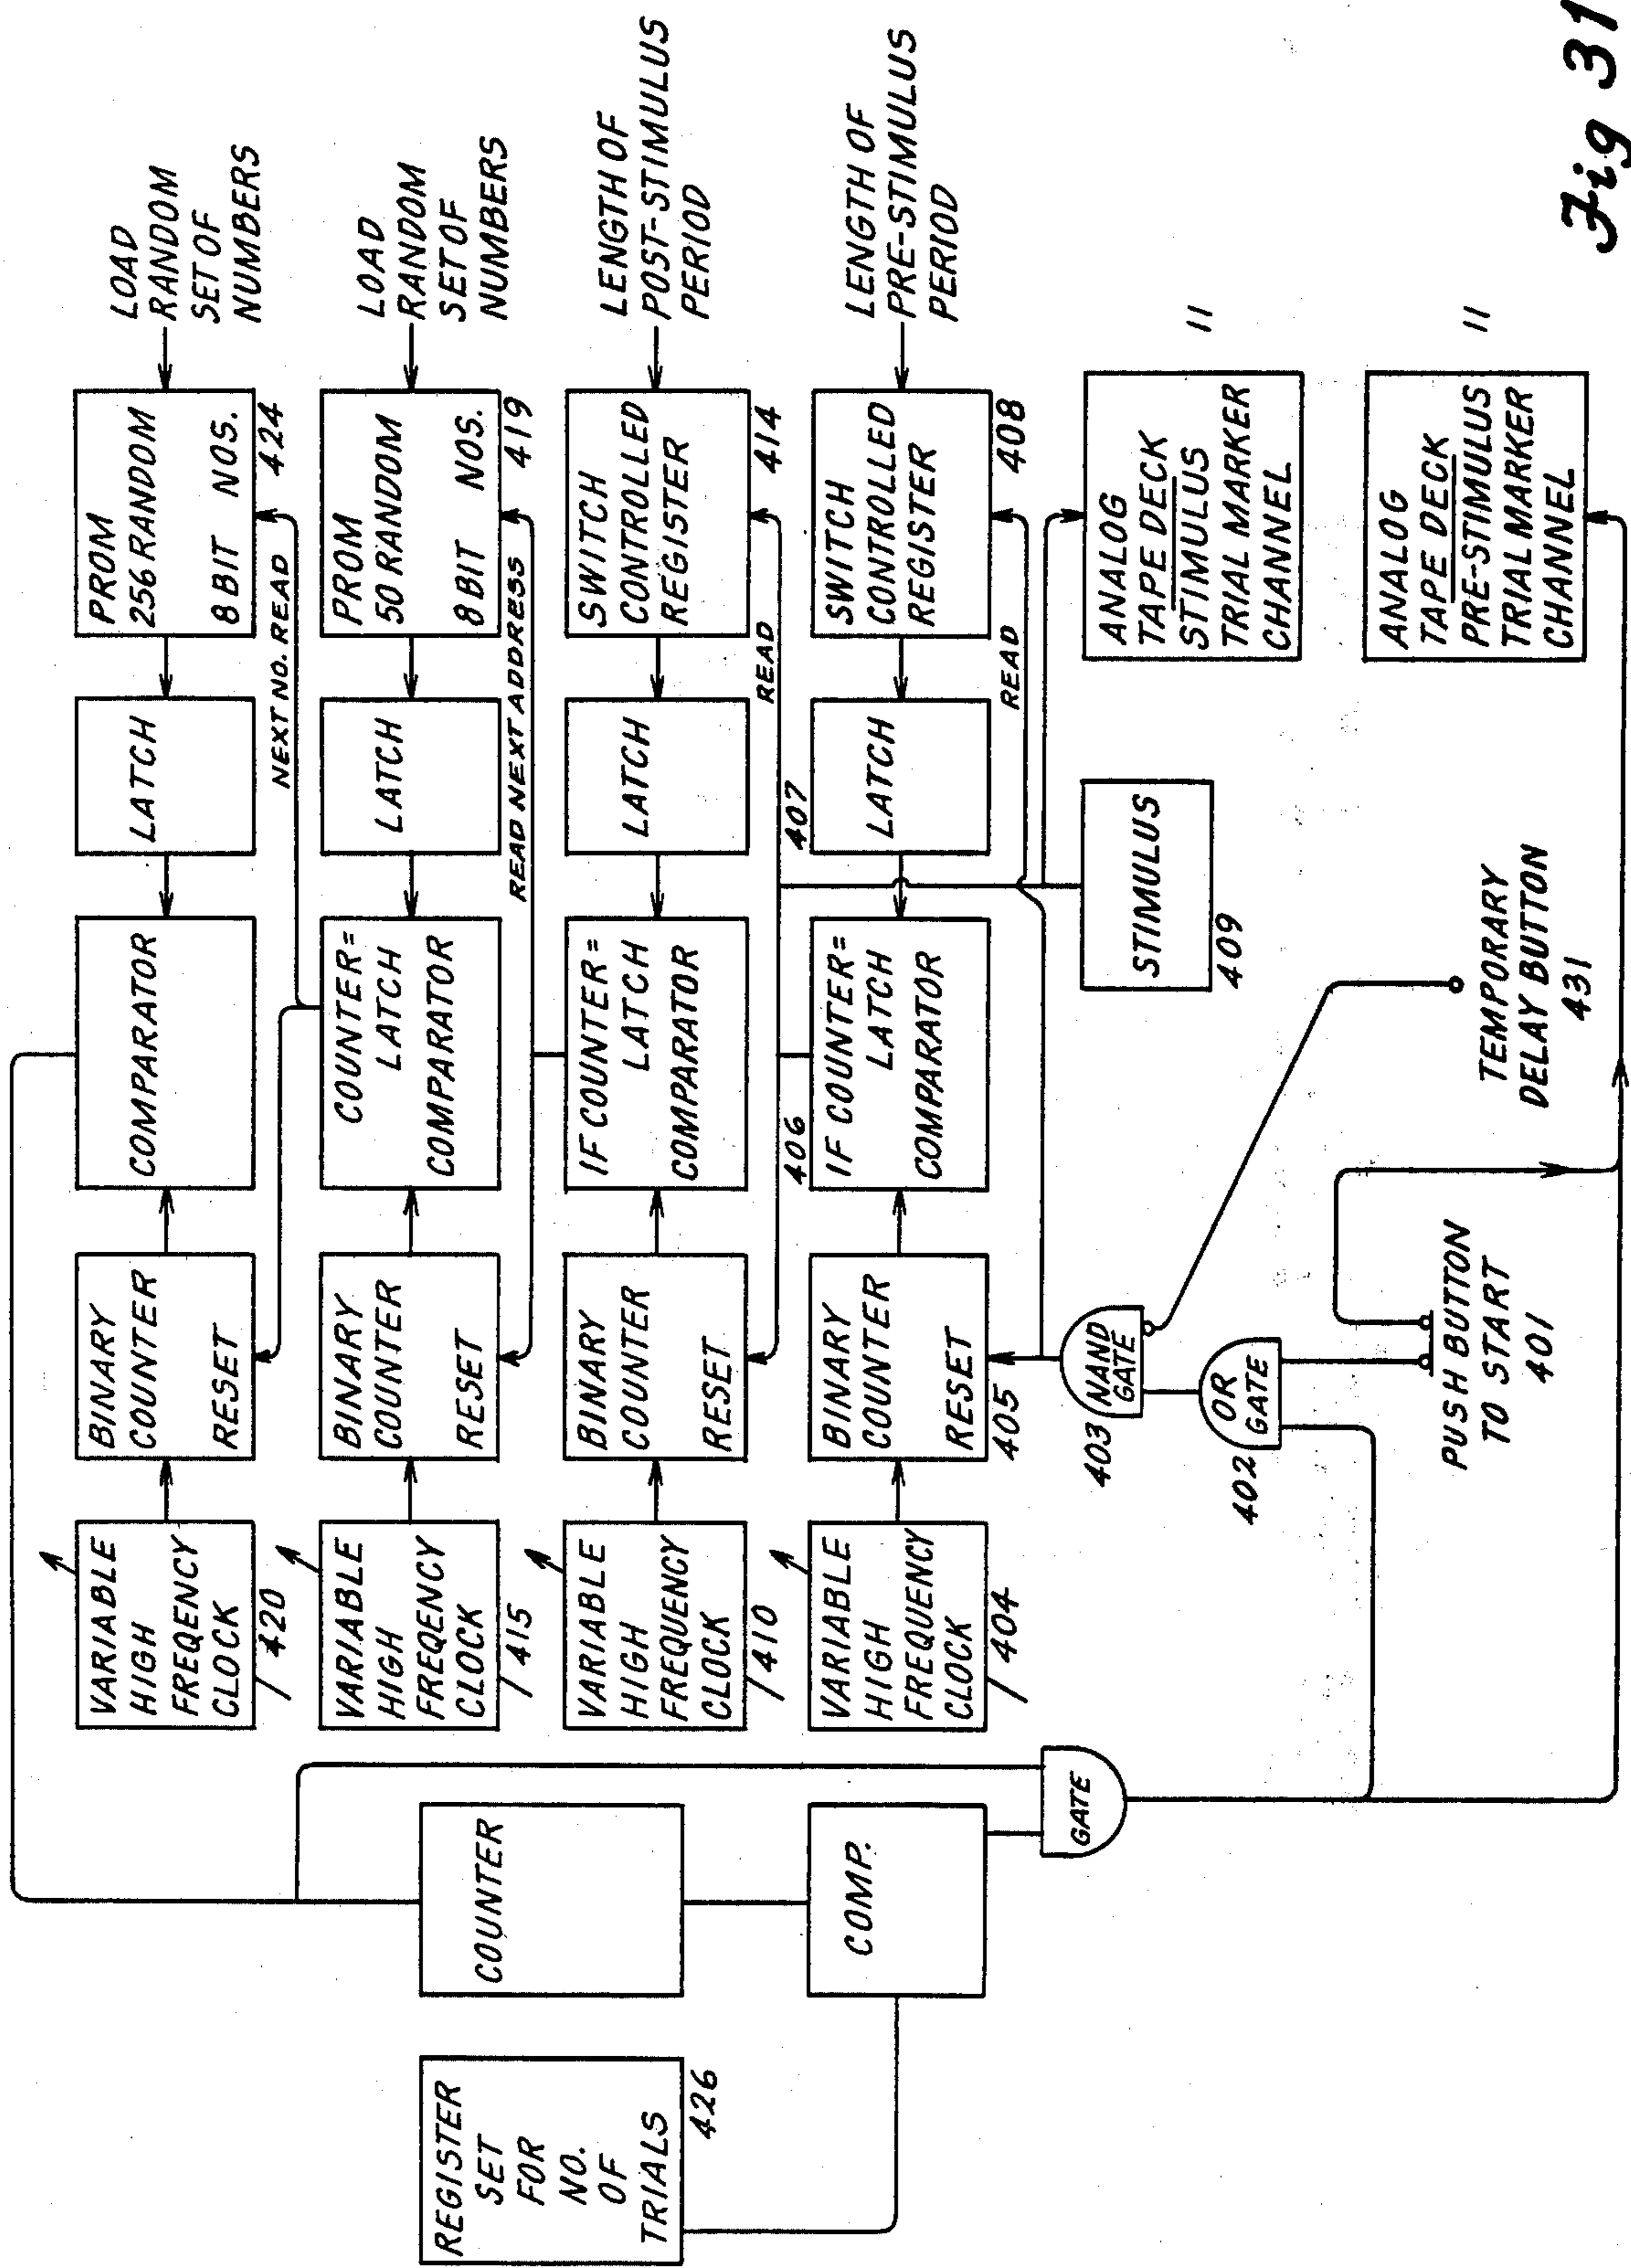 LOAD
RANDOM
SET OF
NUMBERS
PROM
256 RANDOM
8 BIT NOS.
424
LATCH
NEXT NO. READ
COMPARATOR
BINARY
COUNTER
RESET
VARIABLE
HIGH
FREQENCY
CLOCK
420
LOAD
RANDOM
SET OF
NUMBERS
PROM
50 RANDOM
8 BIT NOS.
419
LATCH
READ NEXT ADDRESS
COUNTER=
LATCH
COMPARATOR
BINARY
COUNTER
RESET
VARIABLE
HIGH
FREQENCY
CLOCK
415
LENGTH OF
POST-STIMULUS
PERIOD
SWITCH
CONTROLLED
REGISTER
414
READ
LATCH
407
IF COUNTER=
LATCH
COMPARATOR
406
BINARY
COUNTER
RESET
VARIABLE
HIGH
FREQUENCY
CLOCK
410
LENGTH OF
PRE-STIMULUS
PERIOD
SWITCH
CONTROLLED
REGISTER
408
READ
LATCH
IF COUNTER=
LATCH
COMPARATOR
BINARY
COUNTER
RESET
405
VARIABLE
HIGH
FREQUENCY
CLOCK
404
ANALOG
TAPE DECK
STIMULUS
TRIAL MARKER
CHANNEL
"
ANALOG
TAPE DECK
PRE-STIMULUS
TRIAL MARKER
CHANNEL
"
STIMULUS
409
TEMPORARY
DELAY BUTTON
431
403 NAND
GATE
402
OR
GATE
PUSH BUTTON
TO START
401
COUNTER
COMP.
GATE
REGISTER
SET
FOR
NO.
OF
TRIALS
426
Fig 31